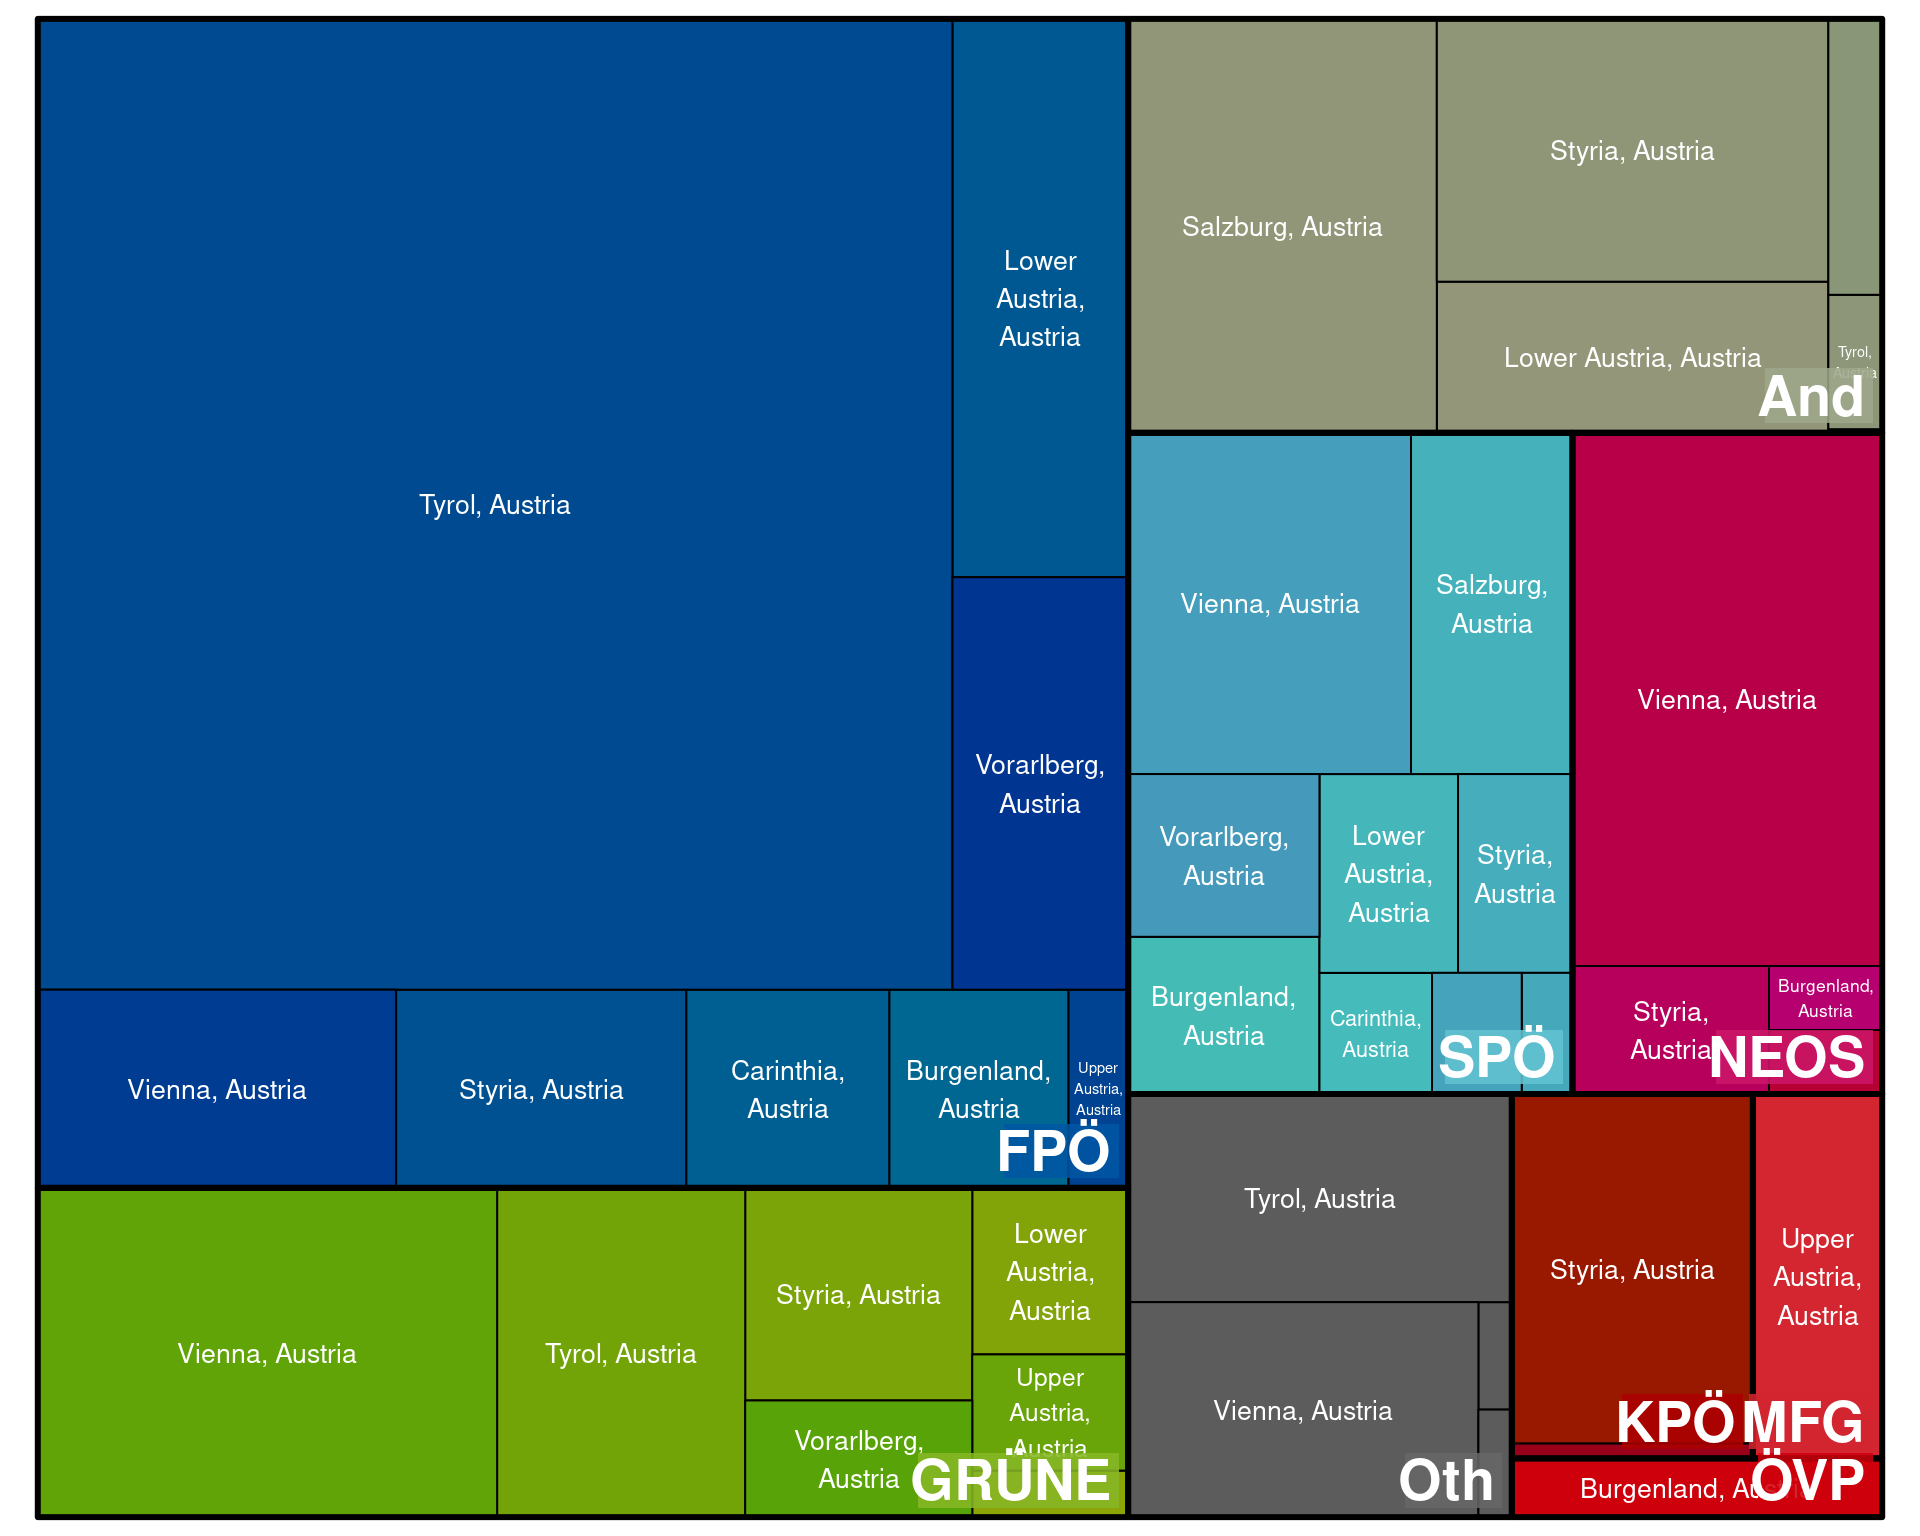 Tyrol, Austria
Lower
Austria,
Austria
Vorarlberg,
Austria
Vienna, Austria
Styria, Austria
Carinthia,
Austria
Burgenland,
Austria
Upper
Austria,
Austria
FPÖ
Vienna, Austria
Tyrol, Austria
Styria, Austria
Vorarlberg,
Austria
Lower
Austria,
Austria
Upper
Austria,
Austria
GRÜNE
Salzburg, Austria
Styria, Austria
Lower Austria, Austria
Tyrol,
Austria
And
Vienna, Austria
Salzburg,
Austria
Vorarlberg,
Austria
Lower
Austria,
Austria
Styria,
Austria
Burgenland,
Austria
Carinthia,
Austria
SPÖ
Vienna, Austria
Styria,
Austria
Burgenland,
Austria
NEOS
Tyrol, Austria
Vienna, Austria
Oth
Styria, Austria
KPÖ
Upper
Austria,
Austria
MFG
Burgenland, Austria
ÖVP